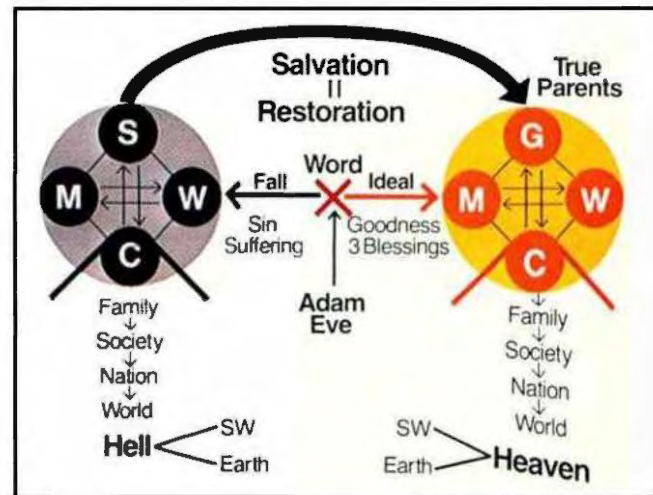 Salvation
=
Restoration
True
Parents
S
M
W
C
Fall
Word
Ideal
Sin
Suffering
Goodness
3 Blessings
Adam
Eve
G
M
W
C
Family
Society
Nation
World
Hell
SW
Earth
Family
Society
Nation
World
SW
Earth
Heaven